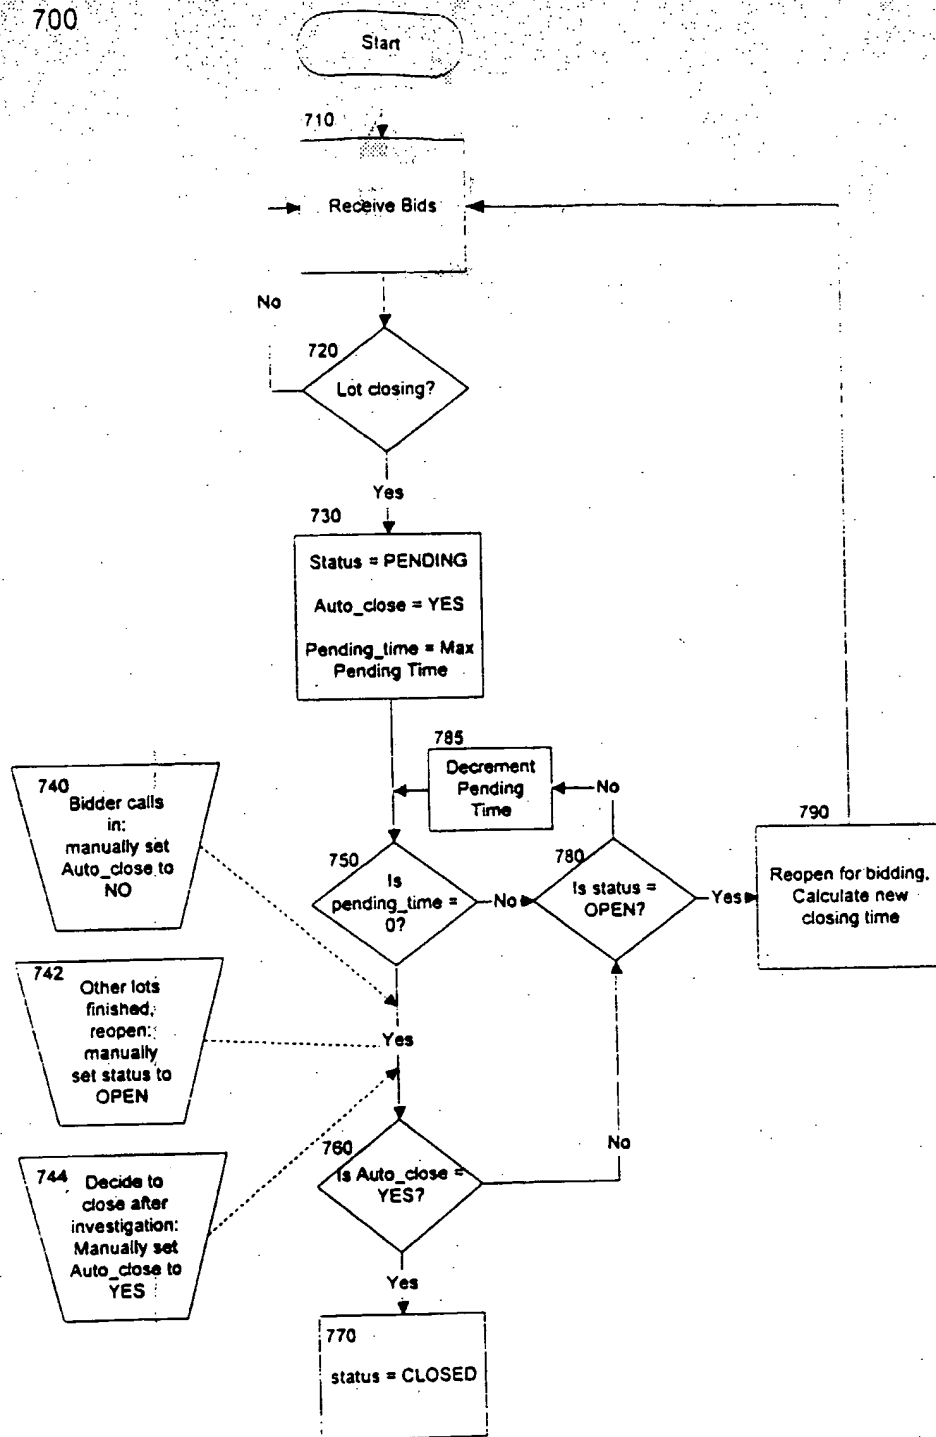 700
Start
710
Receive Bids
No
720
Lot closing?
Yes
730
Status = PENDING
Auto_close = YES
Pending_time = Max
Pending Time
785
Decrement
Pending
Time
No
740
Bidder calls
in:
manually set
Auto_close to
NO
750
Is
pending_time =
0?
No
780
Is status =
OPEN?
Yes
790
Reopen for bidding,
Calculate new
closing time
742
Other lots
finished,
reopen:
manually
set status to
OPEN
Yes
744
Decide to
close after
investigation:
Manually set
Auto_close to
YES
760
Is Auto_close =
YES?
No
Yes
770
status = CLOSED